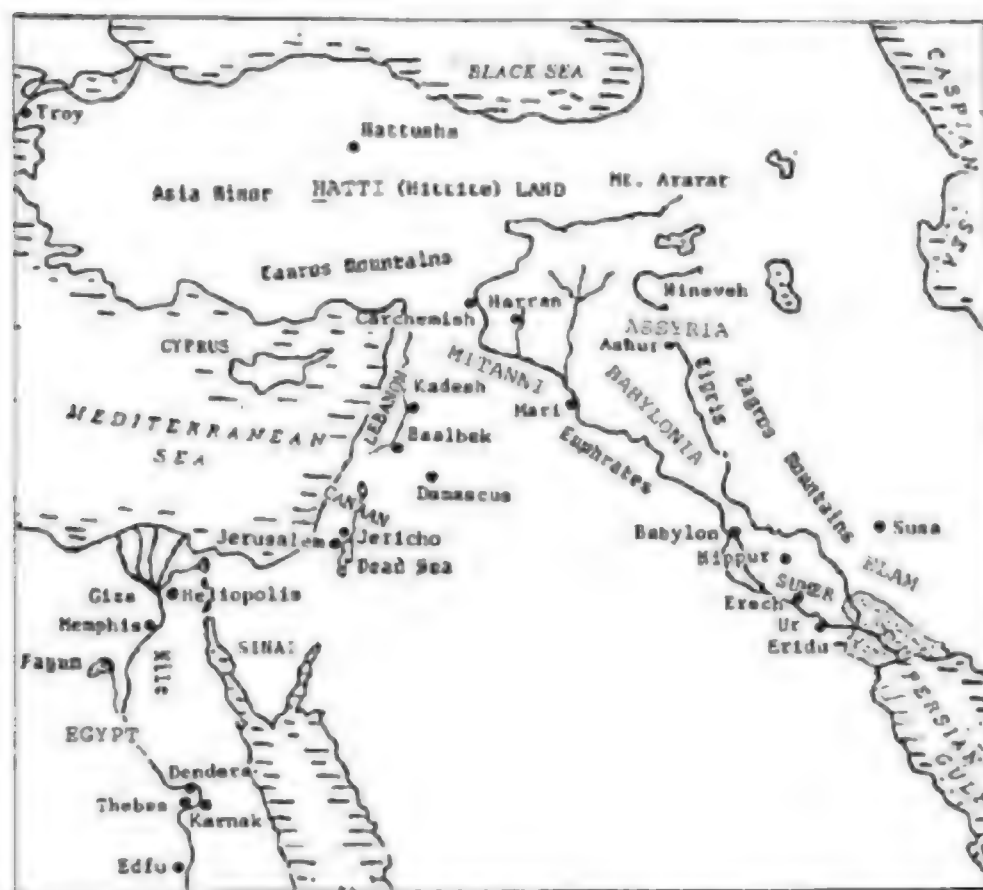 BLACK SEA
CASPIAN SEA
Troy
Hattusha
Asia Minor
HATTI (Hittite) LAND
Mt. Ararat
Taurus Mountains
Carchemish
Harran
Nineveh
ASSYRIA
Ashur
CYPRUS
MITANNI
Tigris
Zagros Mountains
LEBANON
Kadesh
Mari
BABYLONIA
MEDITERRANEAN
SEA
Baalbek
Euphrates
Damascus
CANAAN
Susa
Jerusalem
Jericho
Babylon
Dead Sea
Nippur
ELAM
Giza
Heliopolis
SUMER
Erech
Memphis
Ur
SINAI
Eridu
Fayum
Nile
PERSIAN GULF
EGYPT
Dendera
Thebes
Karnak
Edfu